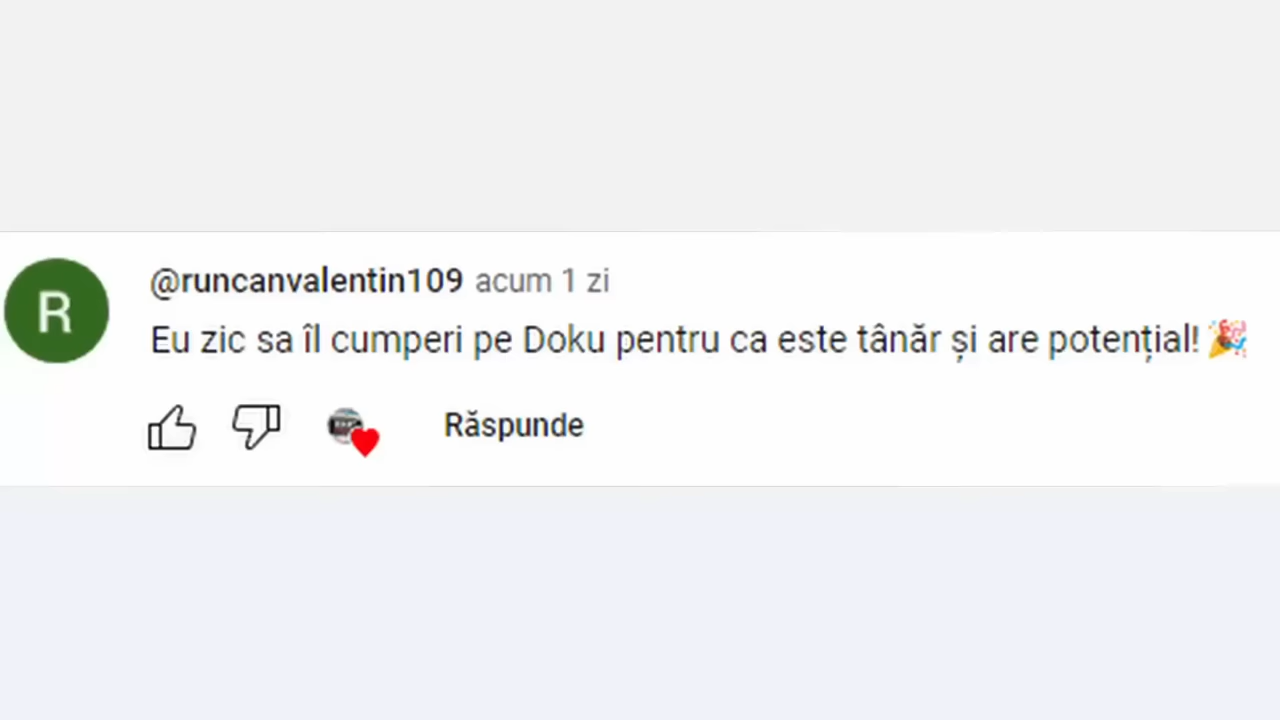 R
@runcanvalentin109 acum 1 zi
Eu zic sa îl cumperi pe Doku pentru ca este tânăr și are potențial! 🎉
Răspunde